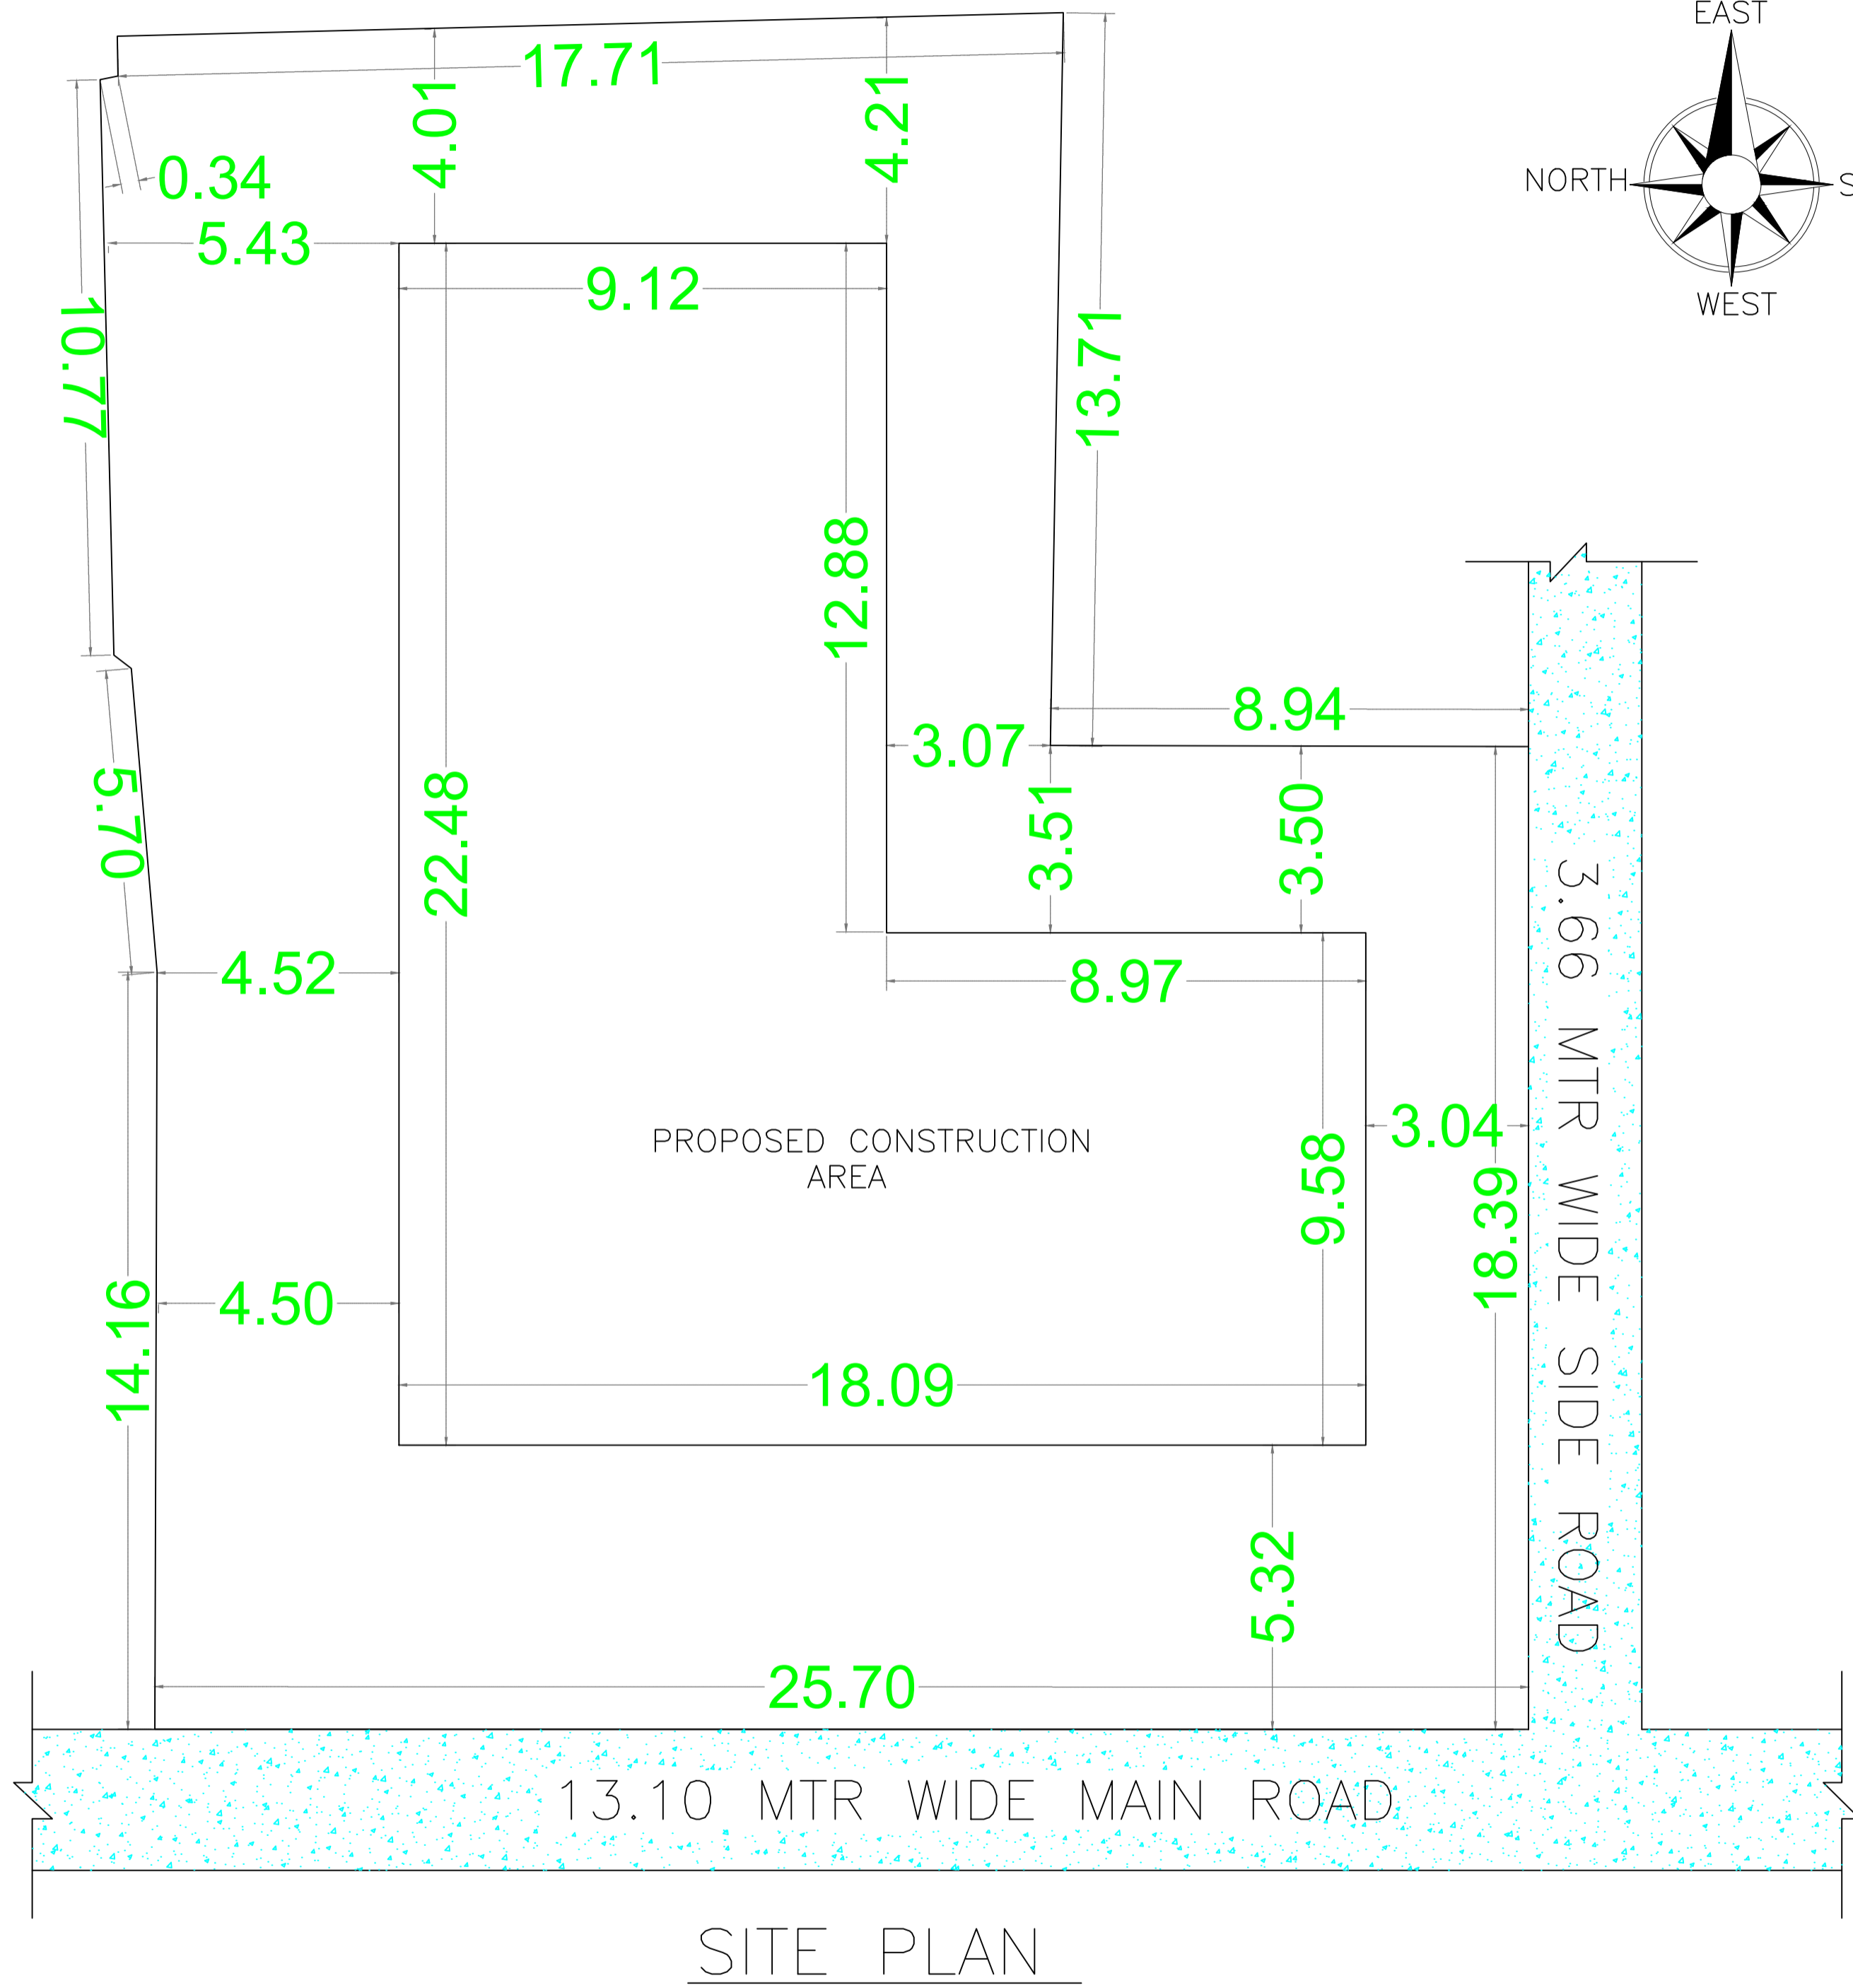 EAST
17.71
4.01
4.21
0.34
NORTH
S
5.43
9.12
WEST
10.77
13.71
12.88
8.94
3.07
22.48
3.51
3.50
5.70
3.66 MTR WIDE SIDE ROAD
4.52
8.97
PROPOSED CONSTRUCTION
AREA
3.04
9.58
18.39
4.50
14.16
18.09
5.32
25.70
13.10 MTR WIDE MAIN ROAD
SITE PLAN